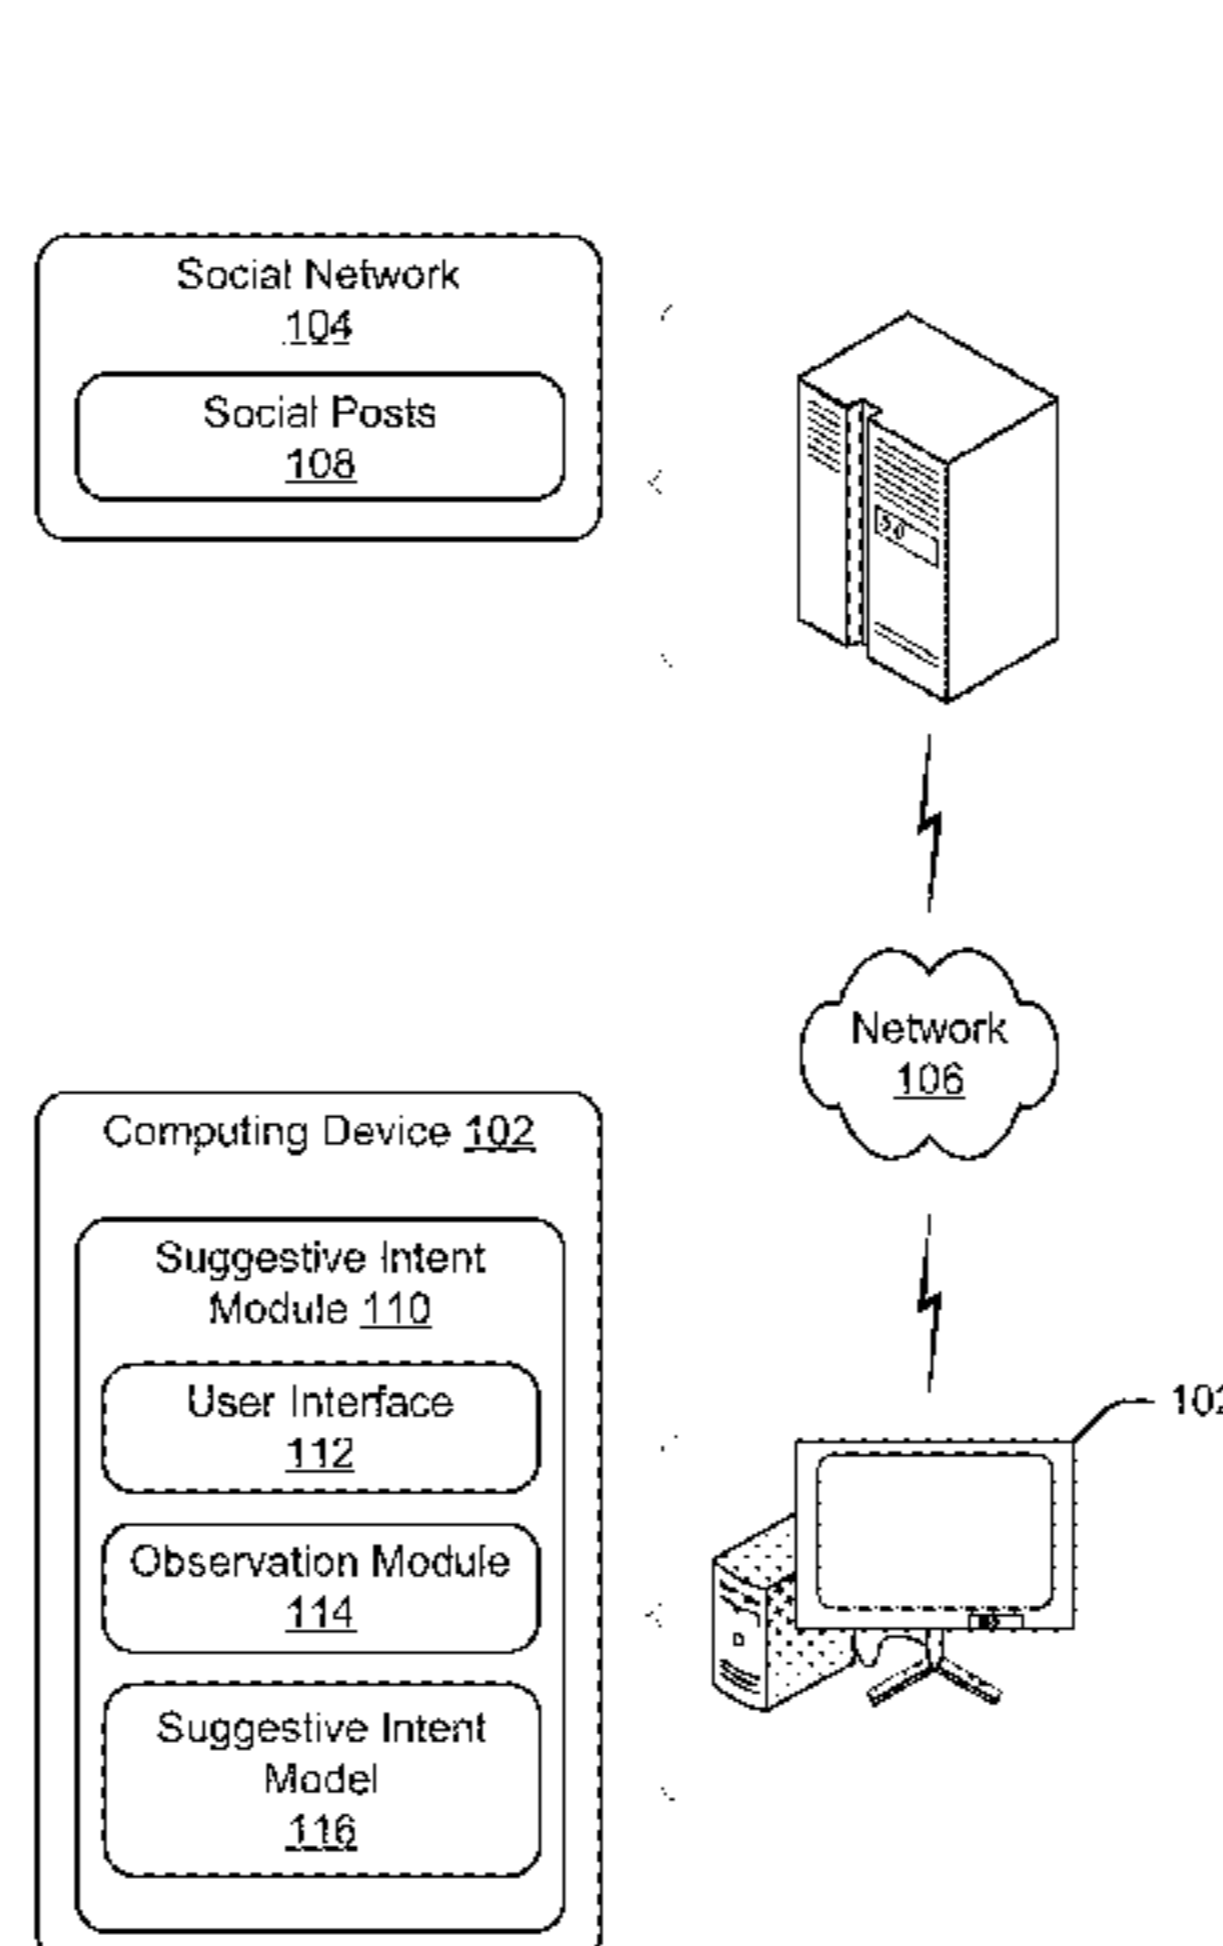 Social Network
104
Social Posts
108
Network
106
Computing Device 102
Suggestive Intent
Module 110
User Interface
112
102
Observation Module
114
Suggestive Intent
Model
116